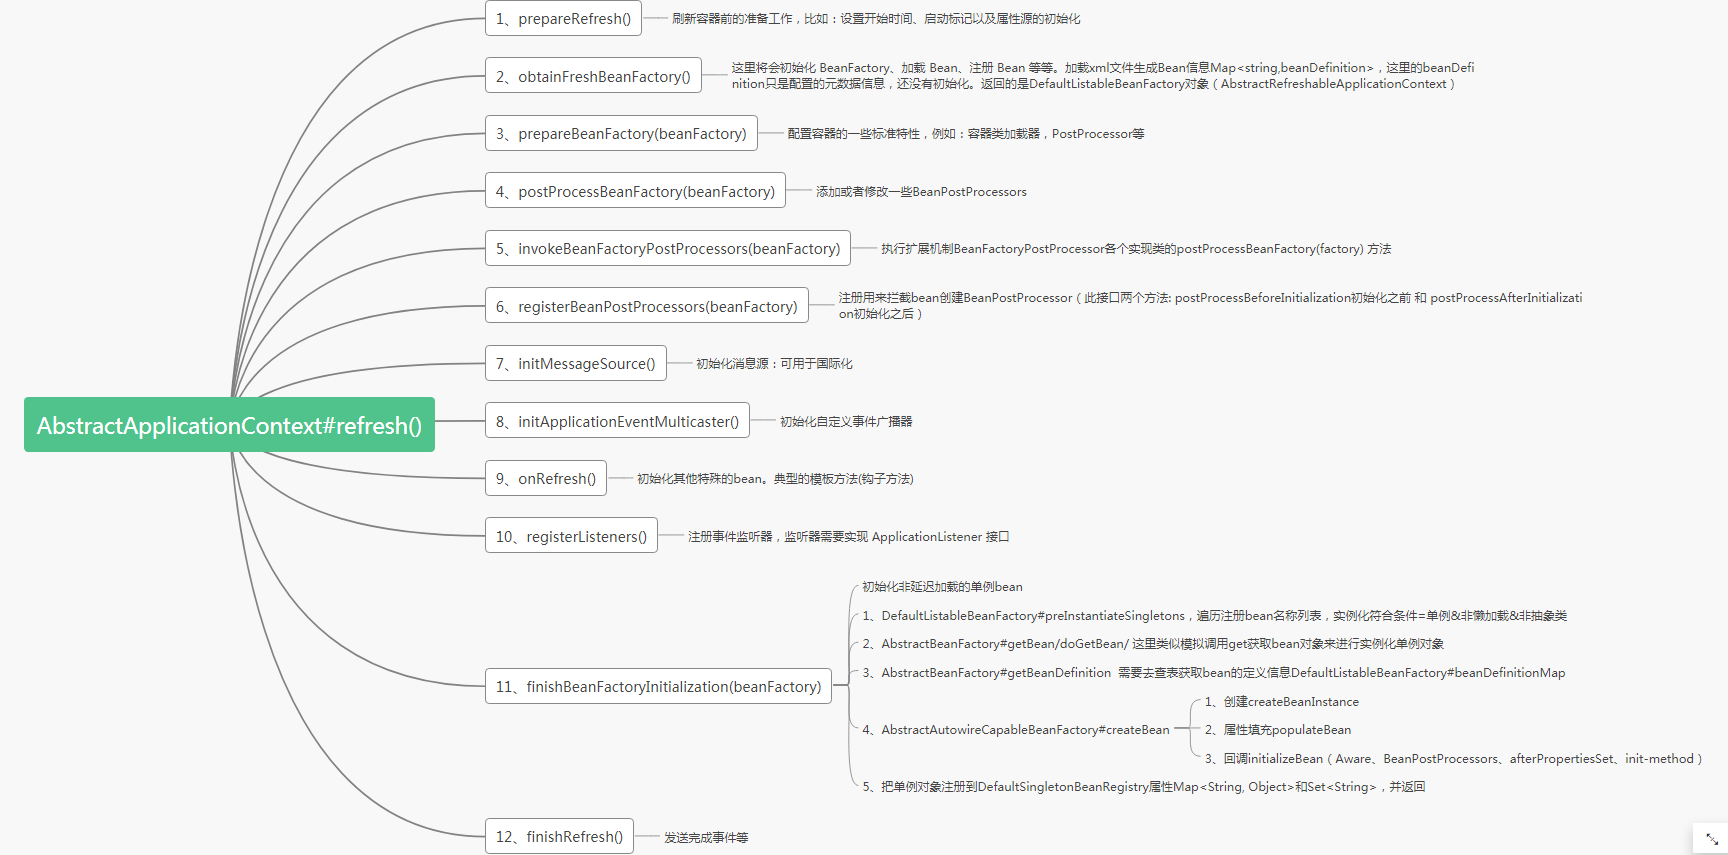 1、prepareRefresh()
刷新容器前的准备工作，比如：设置开始时间、启动标记以及属性源的初始化
2、obtainFreshBeanFactory()
这里将会初始化 BeanFactory、加载 Bean、注册 Bean 等等。加载xml文件生成Bean信息Map<string,beanDefinition>，这里的beanDefi
nition只是配置的元数据信息，还没有初始化。返回的是DefaultListableBeanFactory对象（AbstractRefreshableApplicationContext）
3、prepareBeanFactory(beanFactory)
配置容器的一些标准特性，例如：容器类加载器，PostProcessor等
4、postProcessBeanFactory(beanFactory)
添加或者修改一些BeanPostProcessors
5、invokeBeanFactoryPostProcessors(beanFactory)
执行扩展机制BeanFactoryPostProcessor各个实现类的postProcessBeanFactory(factory) 方法
6、registerBeanPostProcessors(beanFactory)
注册用来拦截bean创建BeanPostProcessor（此接口两个方法: postProcessBeforeInitialization初始化之前 和 postProcessAfterInitializati
on初始化之后）
7、initMessageSource()
初始化消息源：可用于国际化
AbstractApplicationContext#refresh()
8、initApplicationEventMulticaster()
初始化自定义事件广播器
9、onRefresh()
初始化其他特殊的bean。典型的模板方法(钩子方法)
10、registerListeners()
注册事件监听器，监听器需要实现 ApplicationListener 接口
11、finishBeanFactoryInitialization(beanFactory)
初始化非延迟加载的单例bean
1、DefaultListableBeanFactory#preInstantiateSingletons，遍历注册bean名称列表，实例化符合条件=单例&非懒加载&非抽象类
2、AbstractBeanFactory#getBean/doGetBean/ 这里类似模拟调用get获取bean对象来进行实例化单例对象
3、AbstractBeanFactory#getBeanDefinition 需要去查表获取bean的定义信息DefaultListableBeanFactory#beanDefinitionMap
4、AbstractAutowireCapableBeanFactory#createBean
1、创建createBeanInstance
2、属性填充populateBean
3、回调initializeBean（Aware、BeanPostProcessors、afterPropertiesSet、init-method）
5、把单例对象注册到DefaultSingletonBeanRegistry属性Map<String, Object>和Set<String>，并返回
12、finishRefresh()
发送完成事件等